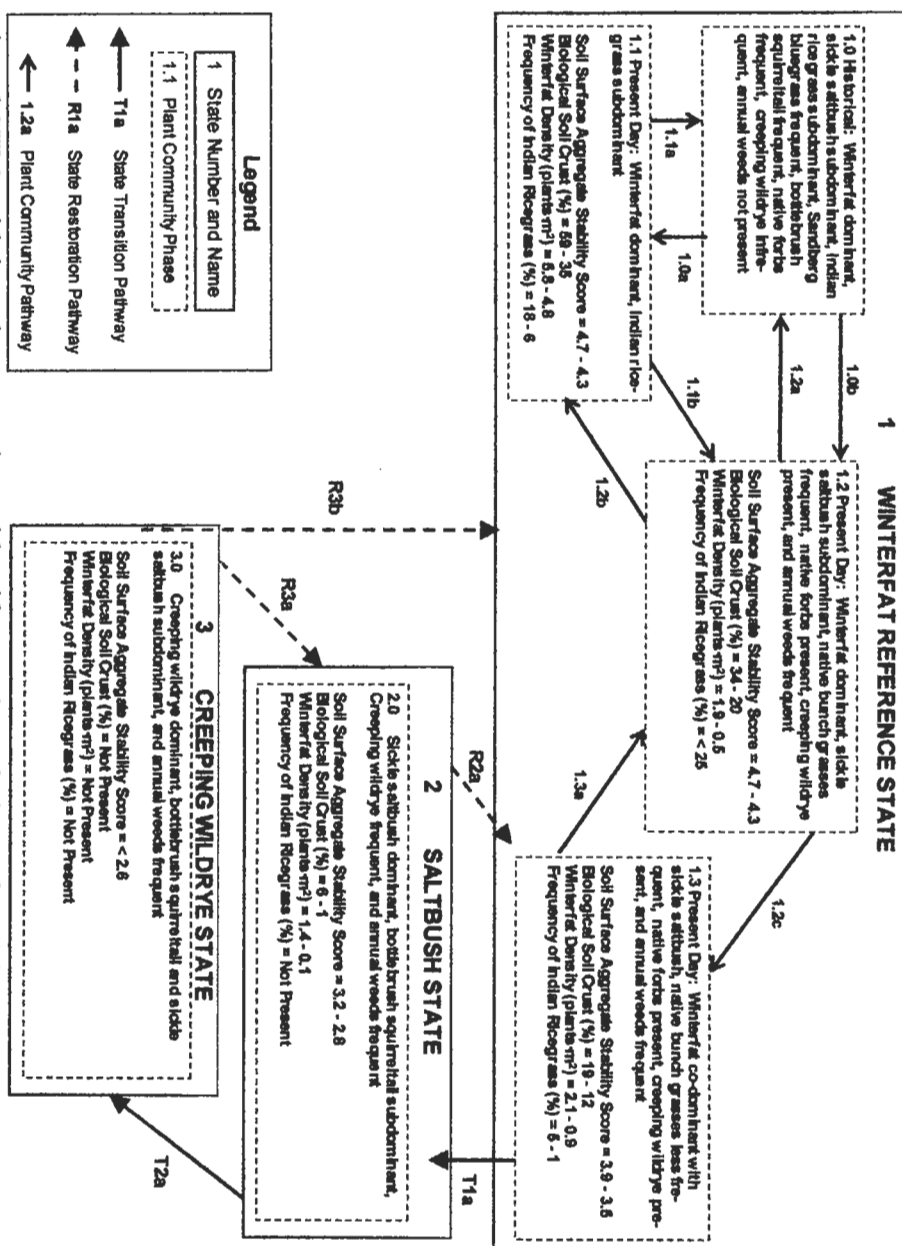 1 WINTERFAT REFERENCE STATE
1.0 Historical: Winterfat dominant,
sickle saltbush subdominant, Indian
ricegrass subdominant, Sandberg
bluegrass frequent, bottlebrush
squirreltail frequent, native forbs
frequent, creeping wildrye infre-
quent, annual weeds not present
1.0b
1.2a
1.2 Present Day: Winterfat dominant, sickle
saltbush subdominant, native bunch grasses
frequent, native forbs present, creeping wildrye
present, and annual weeds frequent
Soil Surface Aggregate Stability Score = 4.7 - 4.3
Biological Soil Crust (%) = 34 - 20
Winterfat Density (plants·m²) = 1.9 - 0.5
Frequency of Indian Ricegrass (%) = < 25
1.2c
1.3a
1.3 Present Day: Winterfat co-dominant with
sickle saltbush, native bunch grasses less fre-
quent, native forbs present, creeping wildrye pre-
sent, and annual weeds frequent
Soil Surface Aggregate Stability Score = 3.9 - 3.5
Biological Soil Crust (%) = 19 - 12
Winterfat Density (plants·m²) = 2.1 - 0.9
Frequency of Indian Ricegrass (%) = 5 - 1
1.1a
1.0a
1.1b
1.2b
1.1 Present Day: Winterfat dominant, Indian rice-
grass subdominant
Soil Surface Aggregate Stability Score = 4.7 - 4.3
Biological Soil Crust (%) = 59 - 35
Winterfat Density (plants·m²) = 5.8 - 4.8
Frequency of Indian Ricegrass (%) = 18 - 6
R3b
R2a
T1a
2 SALTBUSH STATE
2.0 Sickle saltbush dominant, bottlebrush squirreltail subdominant,
Creeping wildrye frequent, and annual weeds frequent
Soil Surface Aggregate Stability Score = 3.2 - 2.8
Biological Soil Crust (%) = 6 - 1
Winterfat Density (plants·m²) = 1.4 - 0.1
Frequency of Indian Ricegrass (%) = Not Present
R3a
T2a
3 CREEPING WILDRYE STATE
3.0 Creeping wildrye dominant, bottlebrush squirreltail and sickle
saltbush subdominant, and annual weeds frequent
Soil Surface Aggregate Stability Score = < 2.6
Biological Soil Crust (%) = Not Present
Winterfat Density (plants·m²) = Not Present
Frequency of Indian Ricegrass (%) = Not Present
Legend
1 State Number and Name
1.1 Plant Community Phase
T1a State Transition Pathway
R1a State Restoration Pathway
1.2a Plant Community Pathway